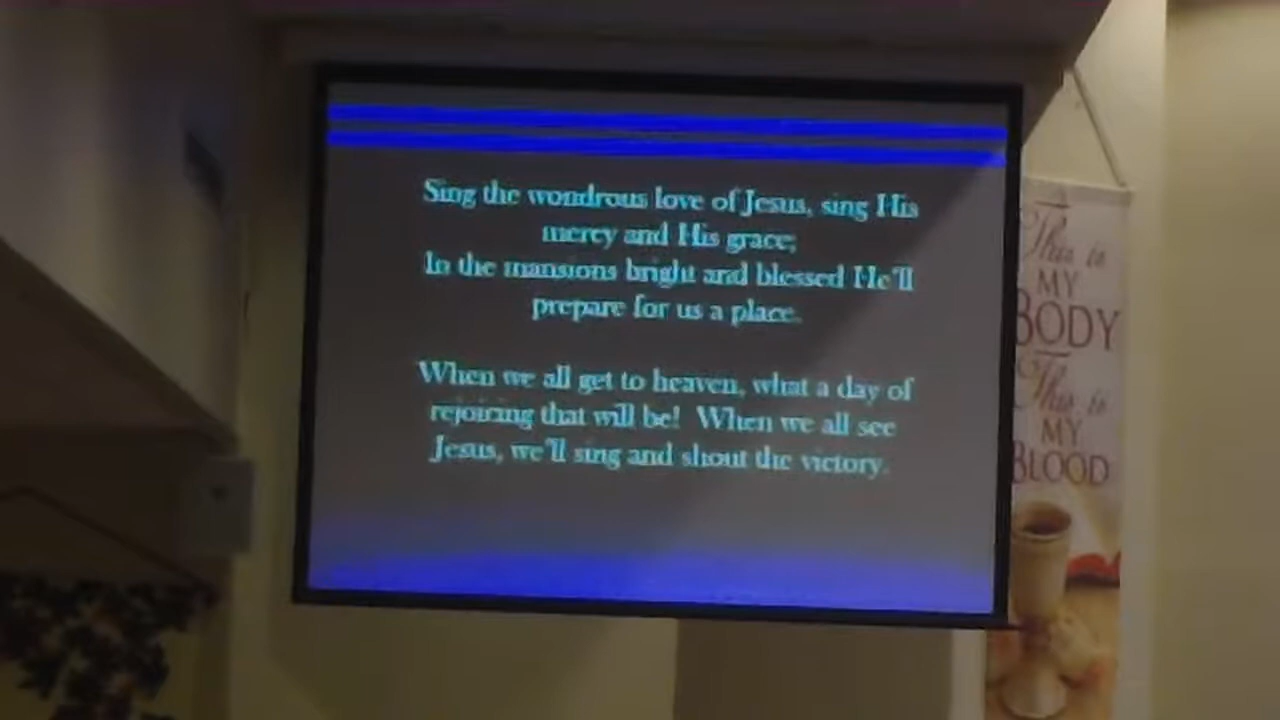 Sing the wondrous love of Jesus, sing His
mercy and His grace;
In the mansions bright and blessed He'll
prepare for us a place.
When we all get to heaven, what a day of
rejoicing that will be! When we all see
Jesus, we'll sing and shout the victory.
This is
MY
BODY
This is
MY
BLOOD